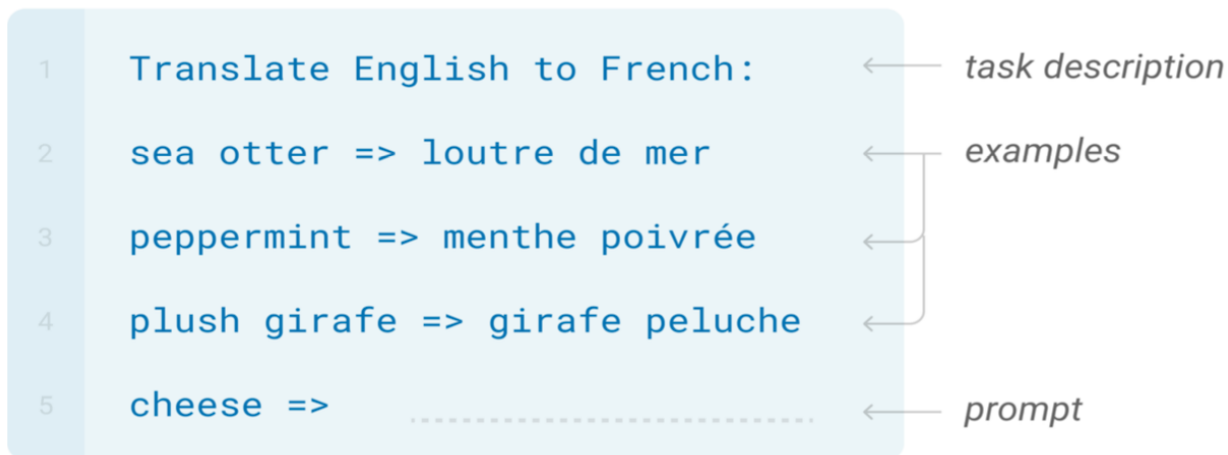 1 Translate English to French: task description
2 sea otter => loutre de mer examples
3 peppermint => menthe poivrée
4 plush girafe => girafe peluche
5 cheese => prompt